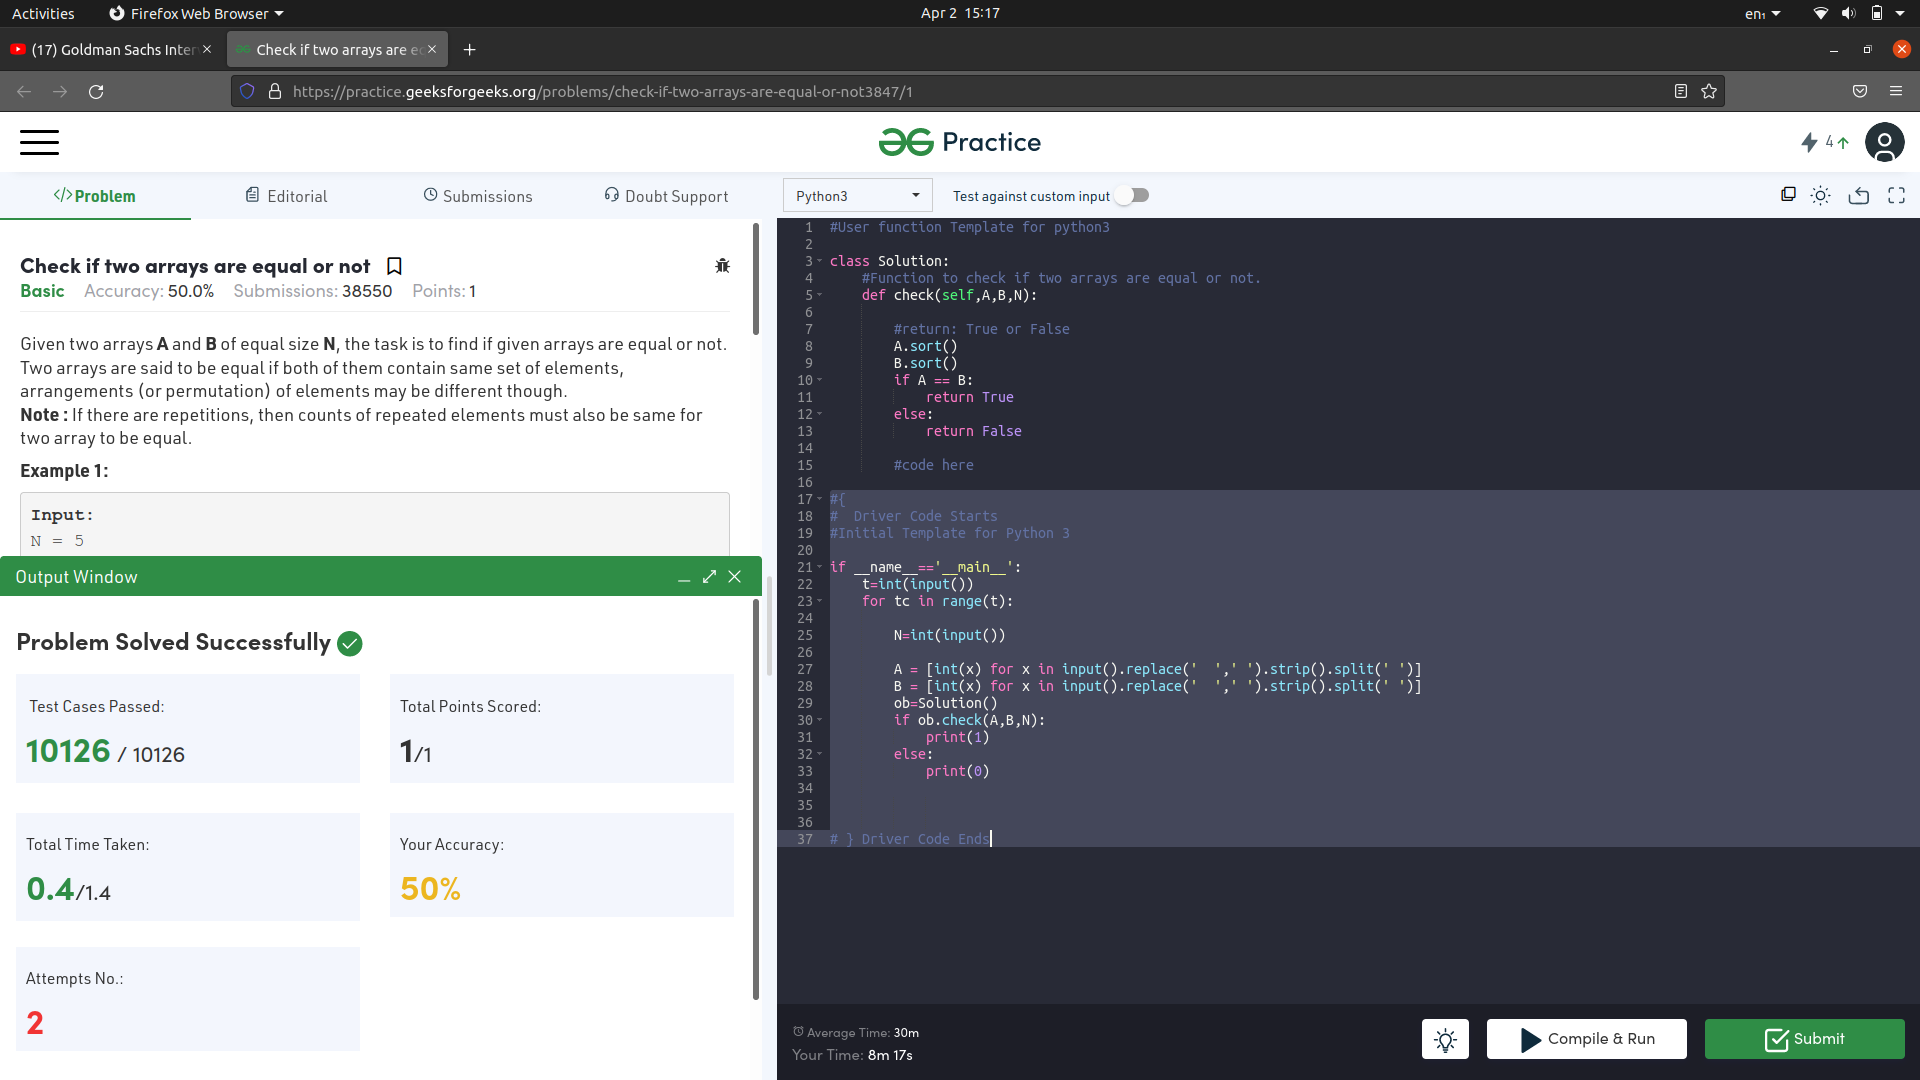 Activities
Firefox Web Browser
Apr 2 15:17
en₁
(17) Goldman Sachs Inter
Check if two arrays are eq
https://practice.geeksforgeeks.org/problems/check-if-two-arrays-are-equal-or-not3847/1
Practice
4
</>Problem
Editorial
Submissions
Doubt Support
Python3
Test against custom input
Check if two arrays are equal or not
Basic Accuracy: 50.0% Submissions: 38550 Points: 1
Given two arrays A and B of equal size N, the task is to find if given arrays are equal or not.
Two arrays are said to be equal if both of them contain same set of elements,
arrangements (or permutation) of elements may be different though.
Note : If there are repetitions, then counts of repeated elements must also be same for
two array to be equal.
Example 1:
Input:
N = 5
Output Window
Problem Solved Successfully
Test Cases Passed:
10126 / 10126
Total Points Scored:
1/1
Total Time Taken:
0.4/1.4
Your Accuracy:
50%
Attempts No.:
2
1 #User function Template for python3
2
3 class Solution:
4     #Function to check if two arrays are equal or not.
5     def check(self,A,B,N):
6
7         #return: True or False
8         A.sort()
9         B.sort()
10         if A == B:
11             return True
12         else:
13             return False
14
15         #code here
16
17 #{
18 #  Driver Code Starts
19 #Initial Template for Python 3
20
21 if __name__=='__main__':
22     t=int(input())
23     for tc in range(t):
24
25         N=int(input())
26
27         A = [int(x) for x in input().replace('  ',' ').strip().split(' ')]
28         B = [int(x) for x in input().replace('  ',' ').strip().split(' ')]
29         ob=Solution()
30         if ob.check(A,B,N):
31             print(1)
32         else:
33             print(0)
34
35
36
37 # } Driver Code Ends
Average Time: 30m
Your Time: 8m 17s
Compile & Run
Submit